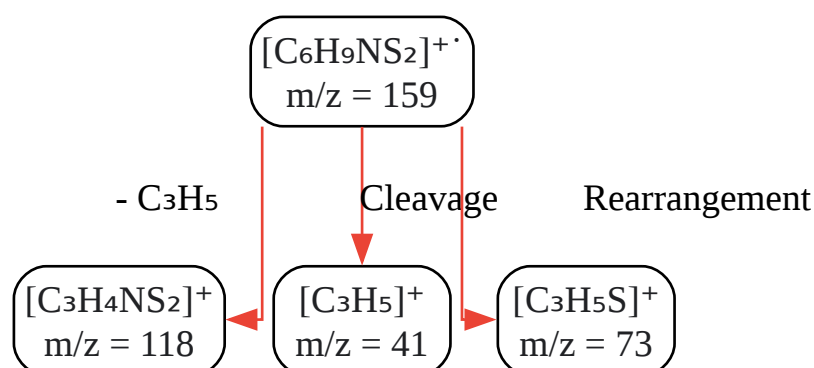 [C₆H₉NS₂]⁺˙
m/z = 159
- C₃H₅
Cleavage
Rearrangement
[C₃H₄NS₂]⁺
m/z = 118
[C₃H₅]⁺
m/z = 41
[C₃H₅S]⁺
m/z = 73